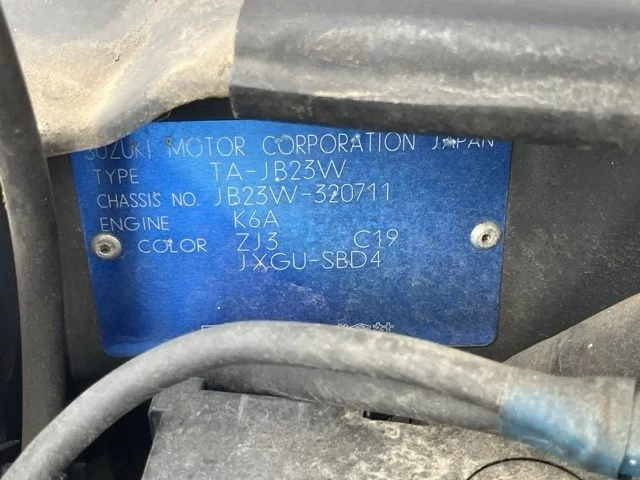 SUZUKI MOTOR CORPORATION JAPAN
TYPE TA-JB23W
CHASSIS NO. JB23W-320711
ENGINE K6A
COLOR ZJ3 C19
JXGU-SBD4